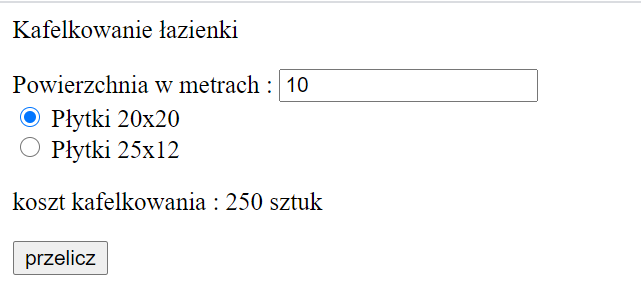 Kafelkowanie łazienki
Powierzchnia w metrach : 10
Płytki 20x20
Płytki 25x12
koszt kafelkowania : 250 sztuk
przelicz